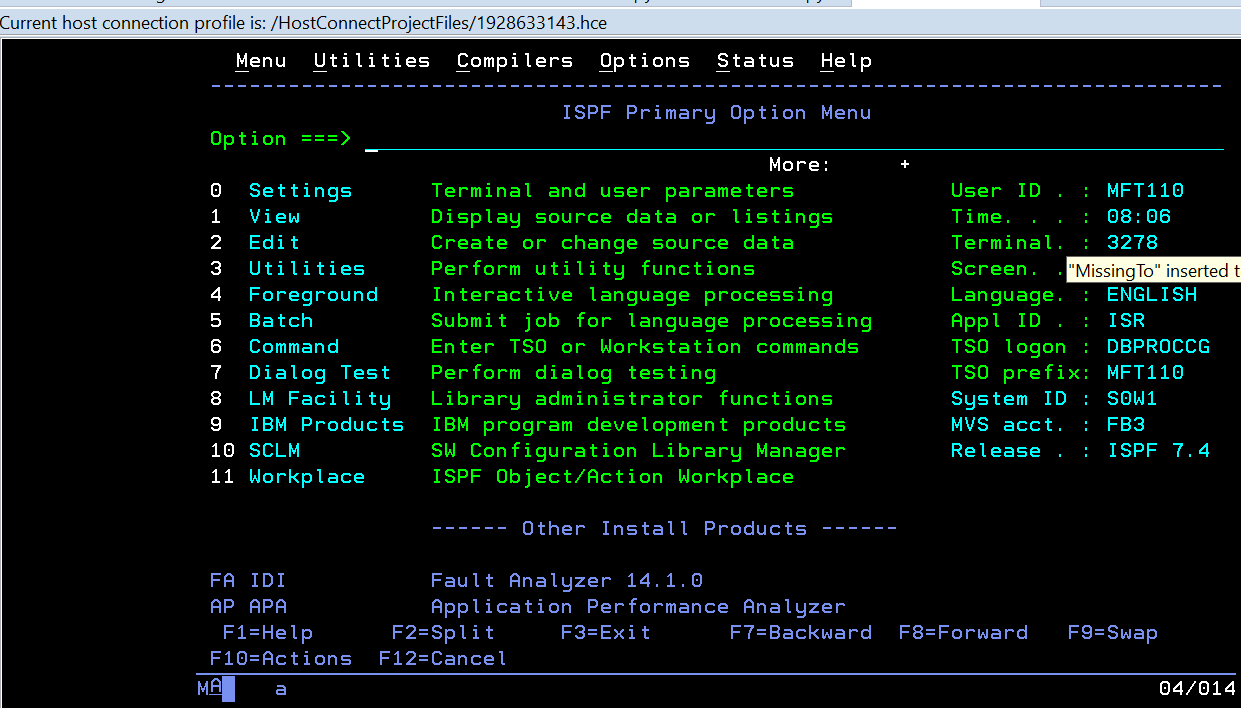 Current host connection profile is: /HostConnectProjectFiles/1928633143.hce
Menu Utilities Compilers Options Status Help
ISPF Primary Option Menu
Option ===>
More: +
0 Settings Terminal and user parameters User ID . : MFT110
1 View Display source data or listings Time. . . : 08:06
2 Edit Create or change source data Terminal. : 3278
3 Utilities Perform utility functions Screen. . "MissingTo" inserted t
4 Foreground Interactive language processing Language. : ENGLISH
5 Batch Submit job for language processing Appl ID . : ISR
6 Command Enter TSO or Workstation commands TSO logon : DBPROCCG
7 Dialog Test Perform dialog testing TSO prefix: MFT110
8 LM Facility Library administrator functions System ID : S0W1
9 IBM Products IBM program development products MVS acct. : FB3
10 SCLM SW Configuration Library Manager Release . : ISPF 7.4
11 Workplace ISPF Object/Action Workplace
------ Other Install Products ------
FA IDI Fault Analyzer 14.1.0
AP APA Application Performance Analyzer
F1=Help F2=Split F3=Exit F7=Backward F8=Forward F9=Swap
F10=Actions F12=Cancel
MA a 04/014